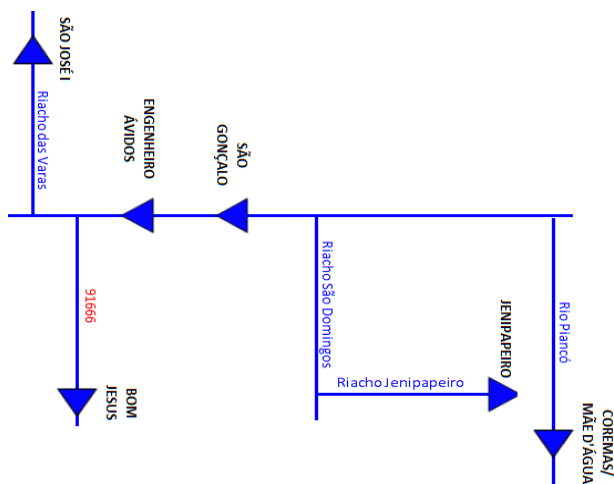 SÃO JOSÉ I
Riacho das Varas
ENGENHEIRO
ÁVIDOS
SÃO
GONÇALO
91666
BOM
JESUS
Riacho São Domingos
Riacho Jenipapeiro
JENIPAPEIRO
Rio Piancó
COREMAS/
MÃE D'ÁGUA